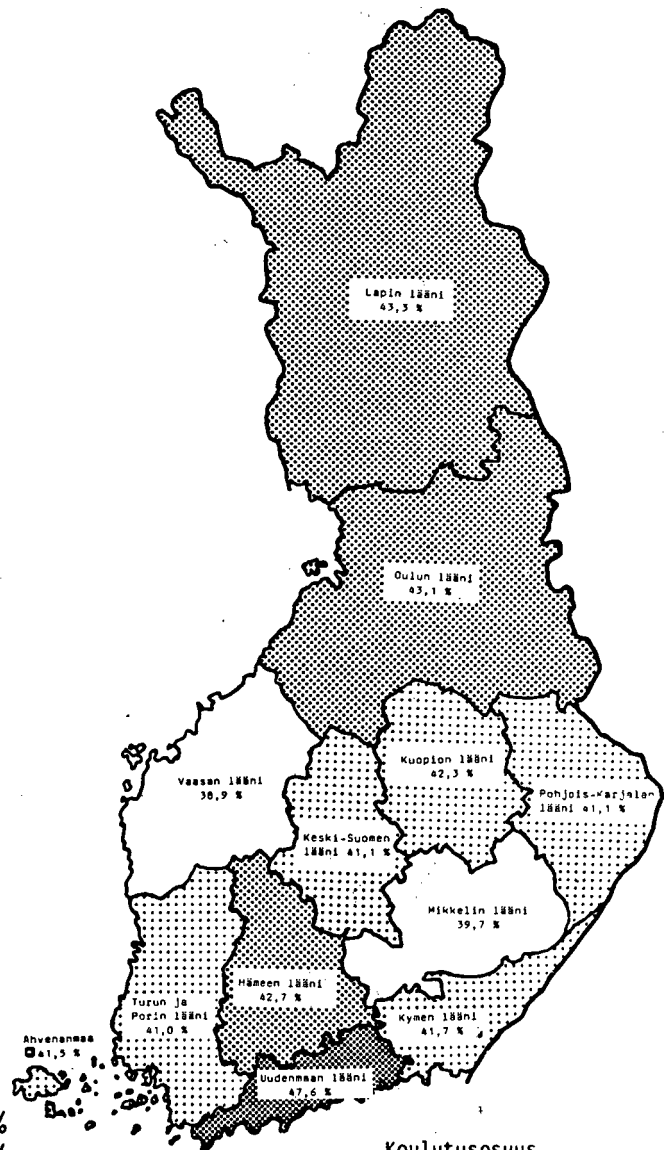 Lapin lääni
43,3 %
Oulun lääni
43,1 %
Kuopion lääni
42,3 %
Vaasan lääni
38,9 %
Pohjois-Karjalan
lääni 41,1 %
Keski-Suomen
lääni 41,1 %
Mikkelin lääni
39,7 %
Hämeen lääni
42,7 %
Turun ja
Porin lääni
41,0 %
Kymen lääni
41,7 %
Ahvenanmaa
41,5 %
Uudenmaan lääni
47,6 %
%
Koulutusosuus